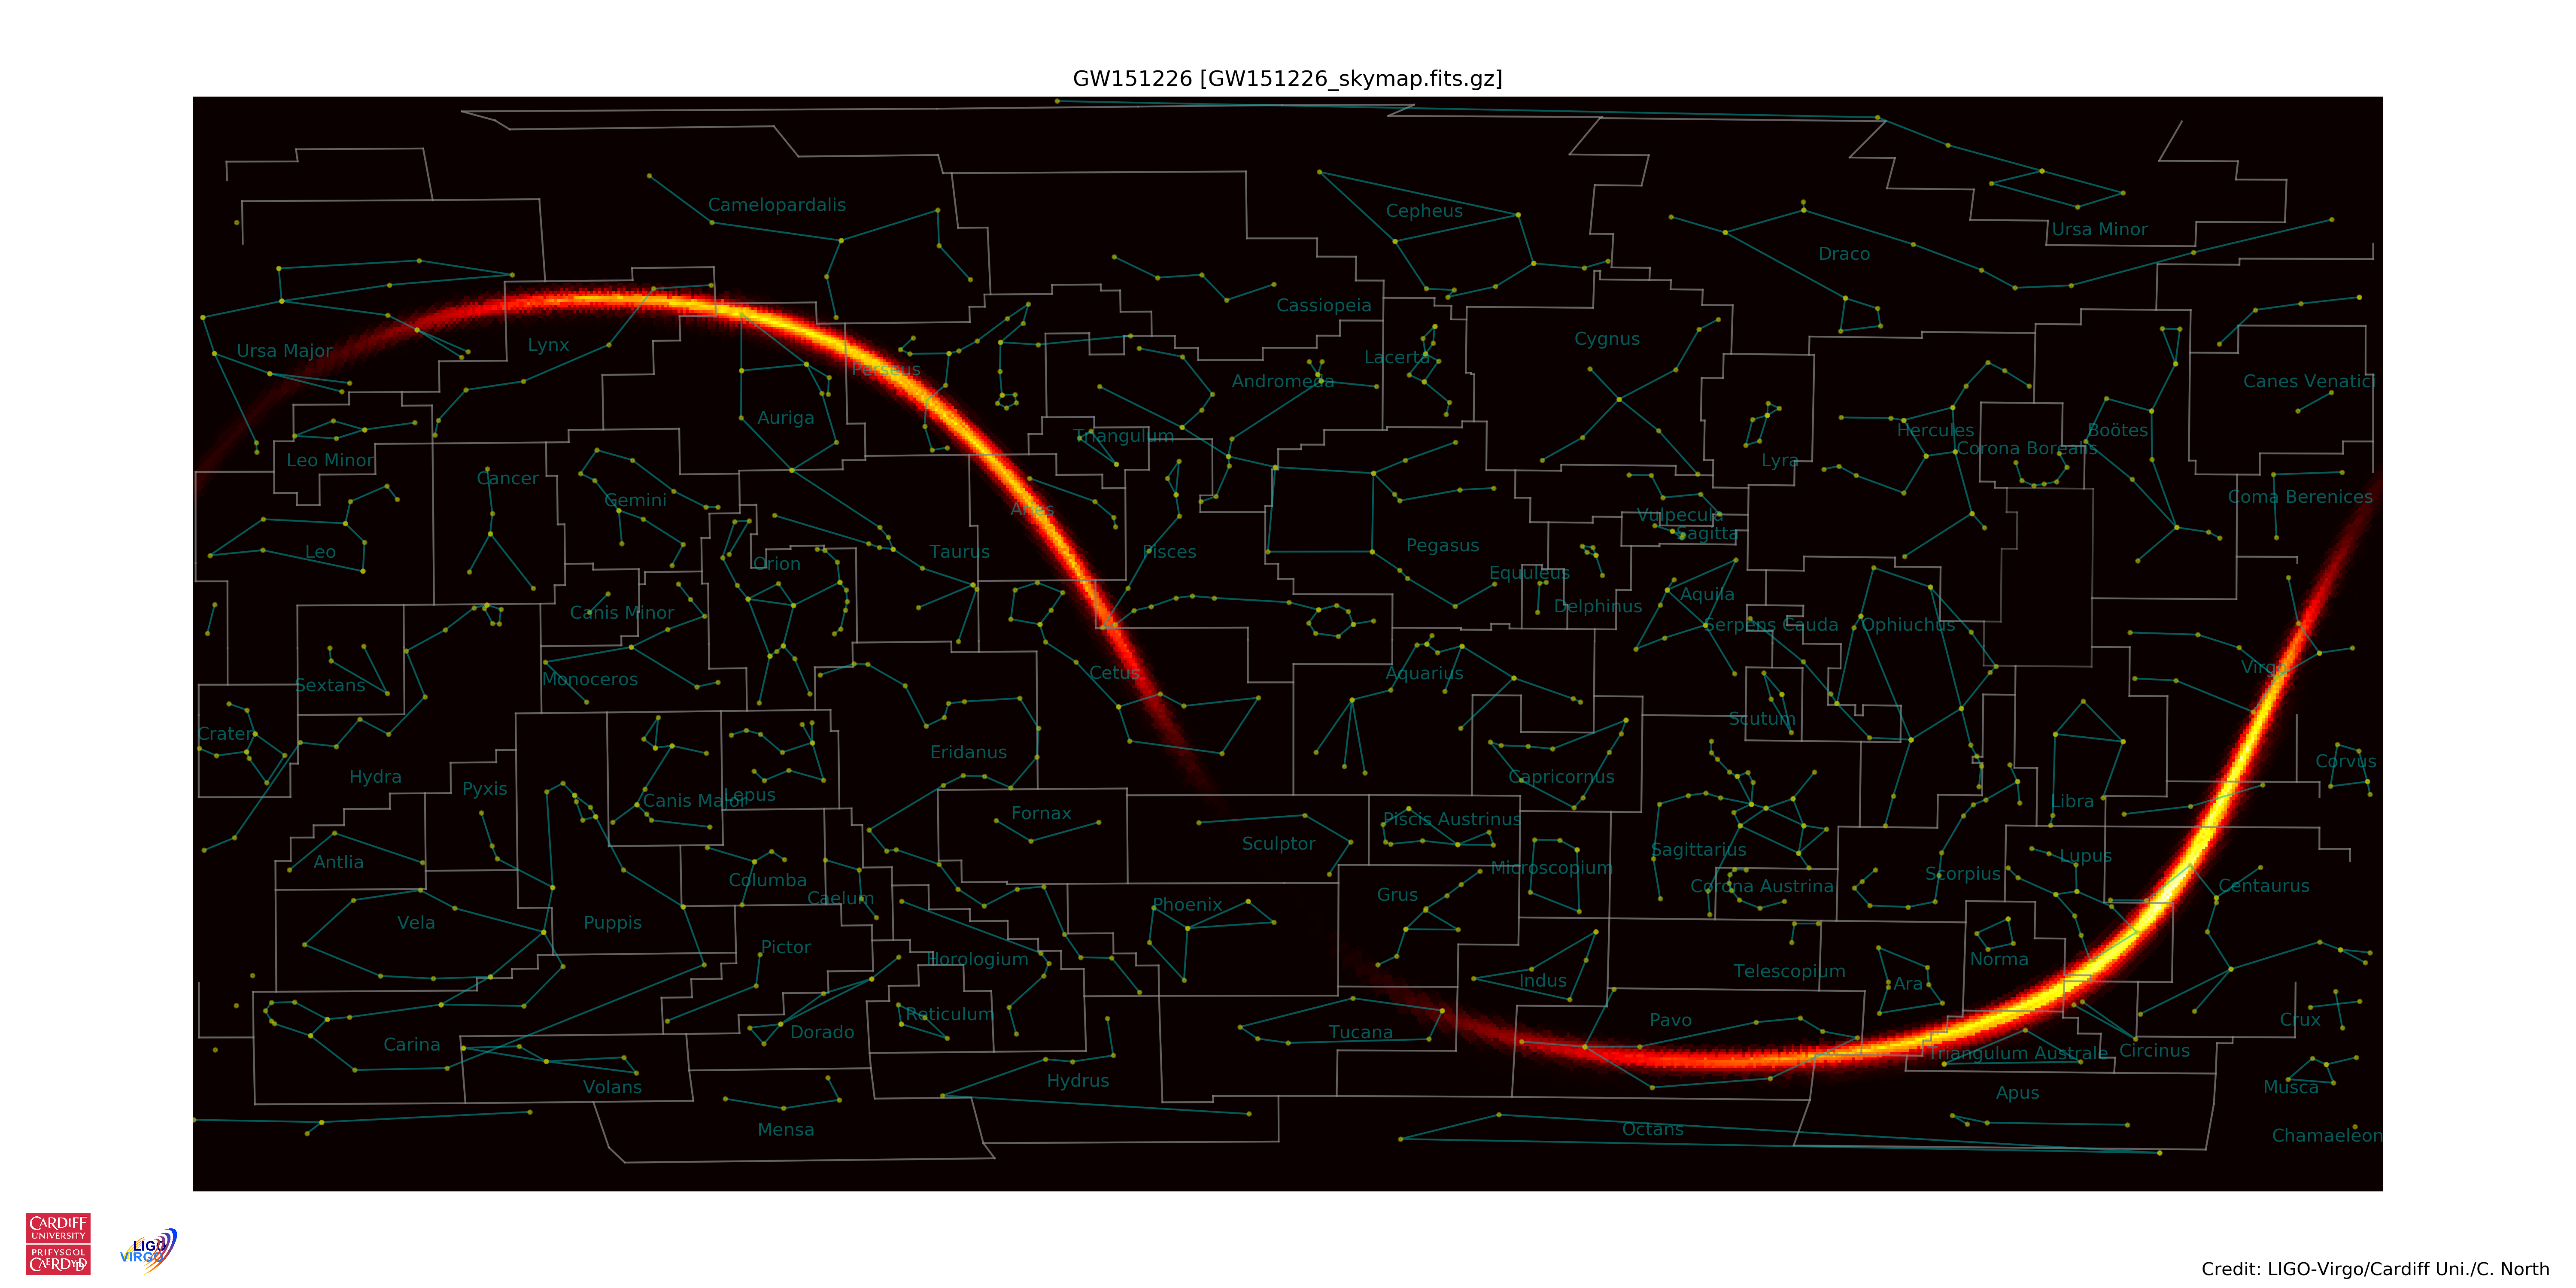 GW151226 [GW151226_skymap.fits.gz]
Camelopardalis
Cepheus
Ursa Minor
Draco
Cassiopeia
Ursa Major
Lynx
Cygnus
Lacerta
Perseus
Andromeda
Canes Venatici
Auriga
Triangulum
Hercules
Boötes
Corona Borealis
Leo Minor
Lyra
Cancer
Gemini
Coma Berenices
Aries
Vulpecula
Sagitta
Leo
Taurus
Pisces
Pegasus
Orion
Equuleus
Canis Minor
Delphinus
Aquila
Serpens Cauda
Ophiuchus
Virgo
Sextans
Monoceros
Cetus
Aquarius
Scutum
Crater
Eridanus
Corvus
Hydra
Pyxis
Capricornus
Canis Major
Lepus
Libra
Fornax
Piscis Austrinus
Sculptor
Sagittarius
Antlia
Lupus
Microscopium
Scorpius
Columba
Corona Austrina
Centaurus
Caelum
Grus
Phoenix
Vela
Puppis
Pictor
Horologium
Norma
Telescopium
Indus
Ara
Reticulum
Pavo
Crux
Dorado
Tucana
Carina
Triangulum Australe
Circinus
Volans
Hydrus
Musca
Apus
Mensa
Octans
Chamaeleon
CARDIFF
UNIVERSITY
PRIFYSGOL
CAERDYDD
LIGO
VIRGO
Credit: LIGO-Virgo/Cardiff Uni./C. North